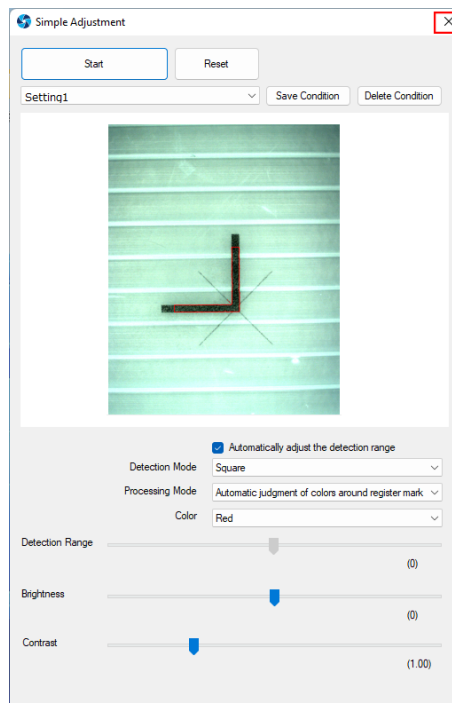 Simple Adjustment
Start
Reset
Setting1
Save Condition
Delete Condition
Automatically adjust the detection range
Detection Mode
Square
Processing Mode
Automatic judgment of colors around register mark
Color
Red
Detection Range
(0)
Brightness
(0)
Contrast
(1.00)